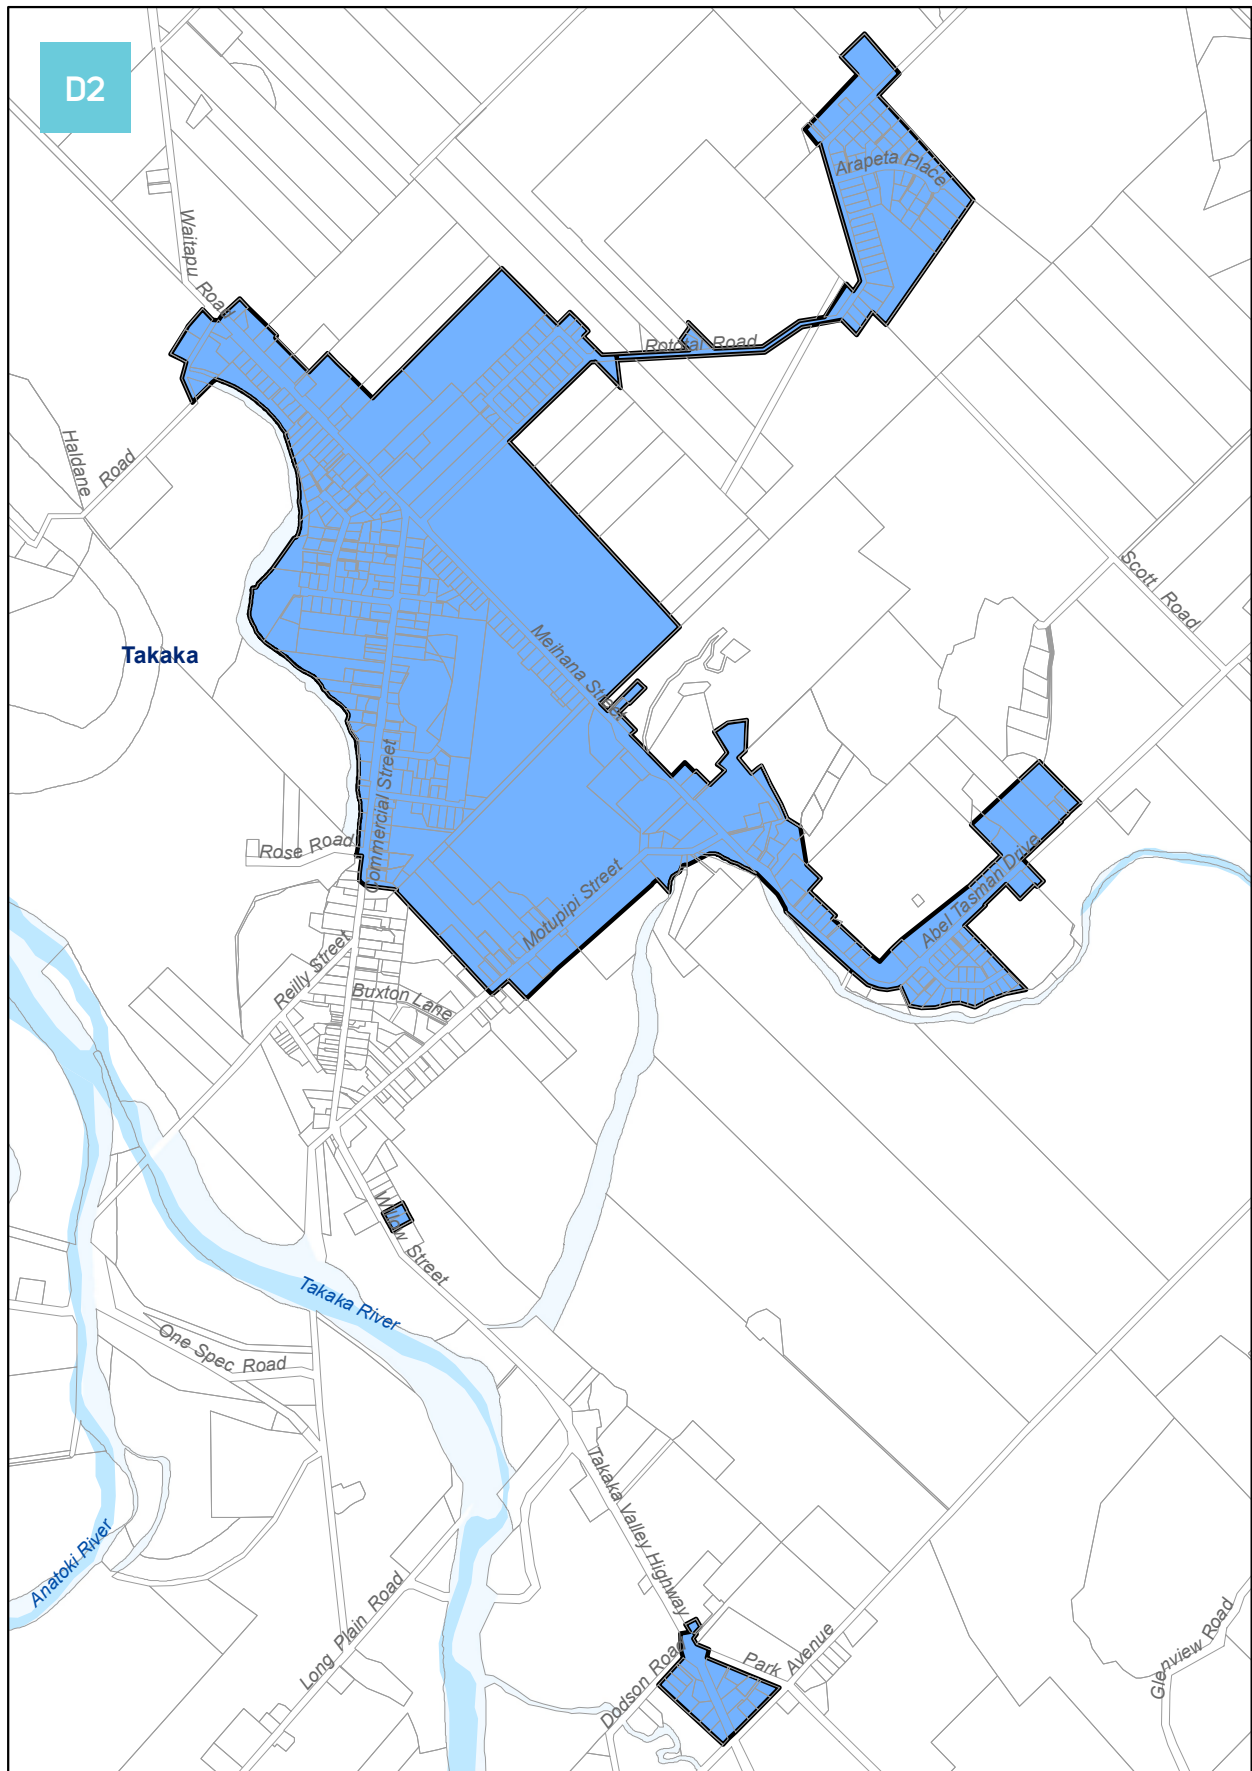 D2
Arapeta Place
Waitapu Road
Rototai Road
Haldane Road
Scott Road
Takaka
Meihana Street
Commercial Street
Rose Road
Motupipi Street
Abel Tasman Drive
Reilly Street
Buxton Lane
Willow Street
Takaka River
One Spec Road
Takaka Valley Highway
Anatoki River
Long Plain Road
Dodson Road
Park Avenue
Glenview Road